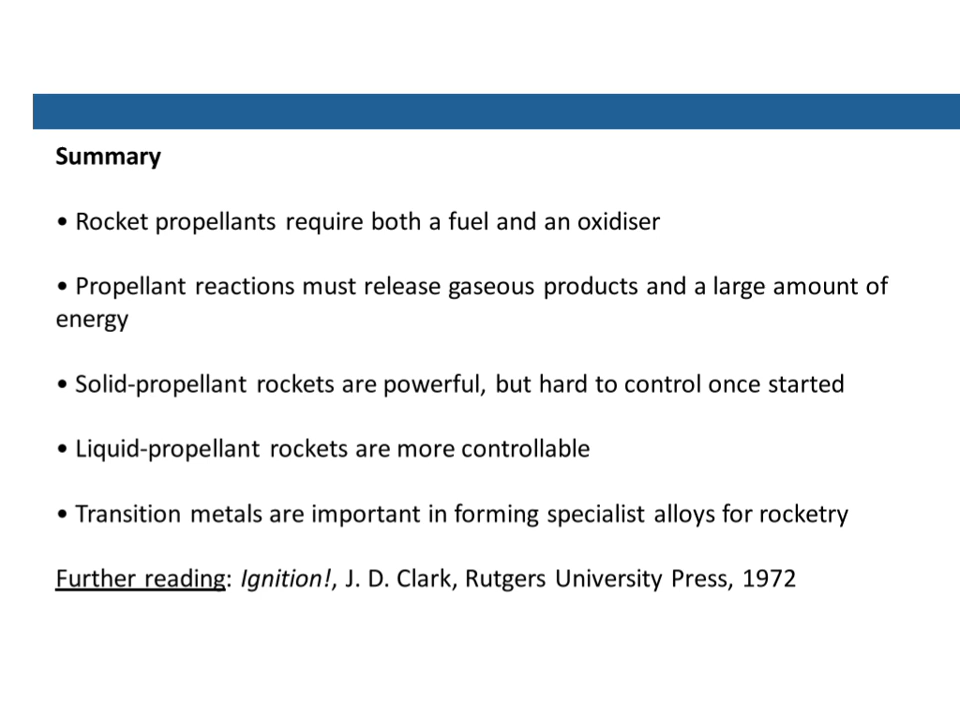 Summary
• Rocket propellants require both a fuel and an oxidiser
• Propellant reactions must release gaseous products and a large amount of
energy
• Solid-propellant rockets are powerful, but hard to control once started
• Liquid-propellant rockets are more controllable
• Transition metals are important in forming specialist alloys for rocketry
Further reading: Ignition!, J. D. Clark, Rutgers University Press, 1972